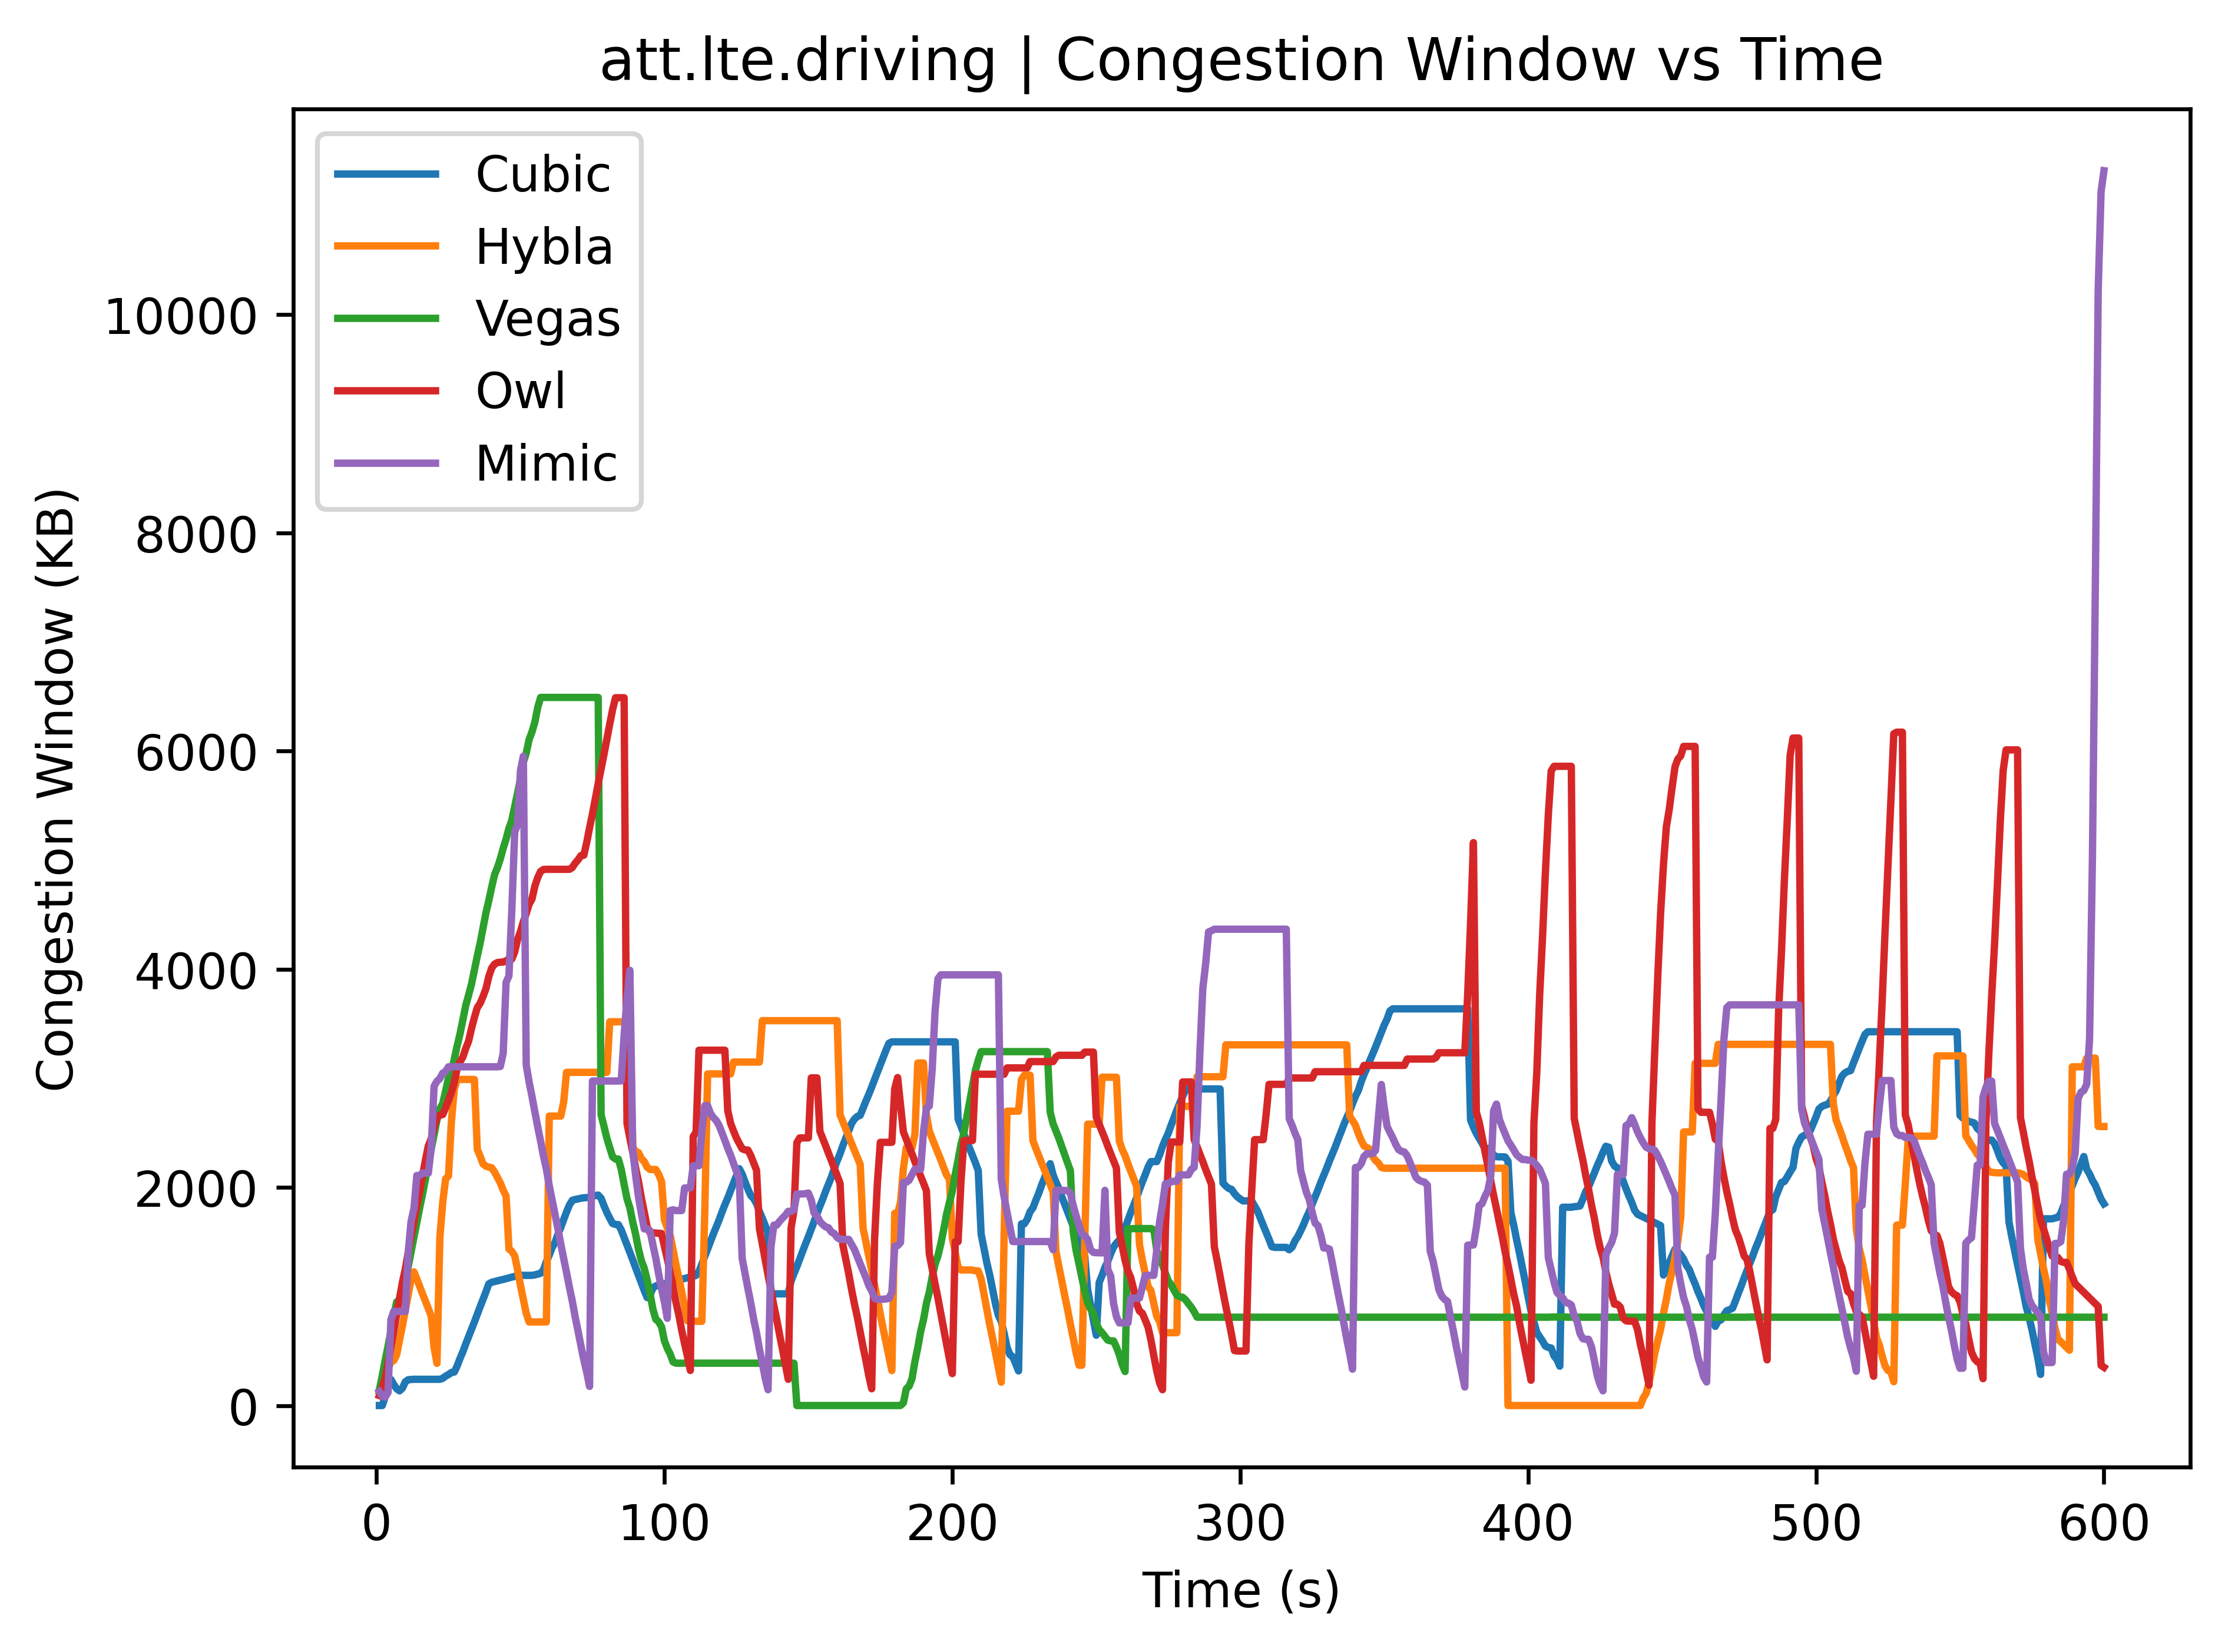 att.lte.driving | Congestion Window vs Time
Cubic
Hybla
Vegas
Owl
Mimic
Congestion Window (KB)
10000
8000
6000
4000
2000
0
0 100 200 300 400 500 600
Time (s)